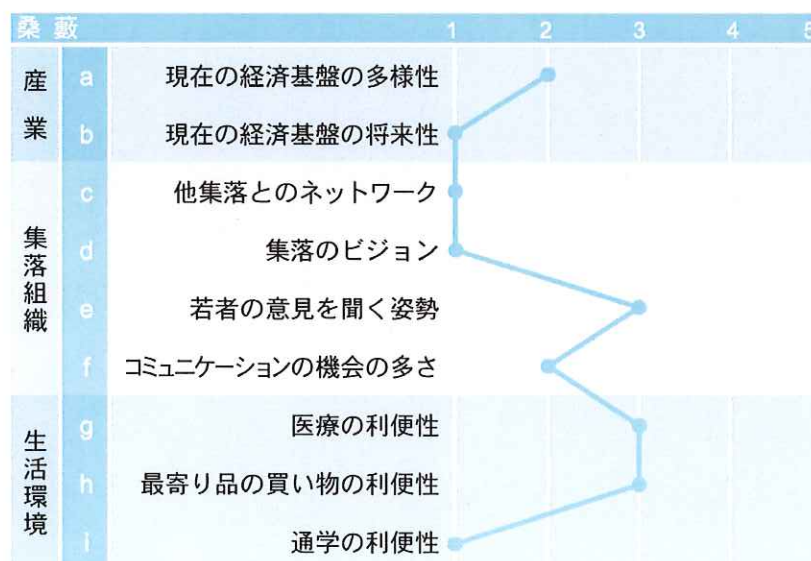 桑藪 1 2 3 4 5
産業
a 現在の経済基盤の多様性
b 現在の経済基盤の将来性
集落組織
c 他集落とのネットワーク
d 集落のビジョン
e 若者の意見を聞く姿勢
f コミュニケーションの機会の多さ
生活環境
g 医療の利便性
h 最寄り品の買い物の利便性
i 通学の利便性